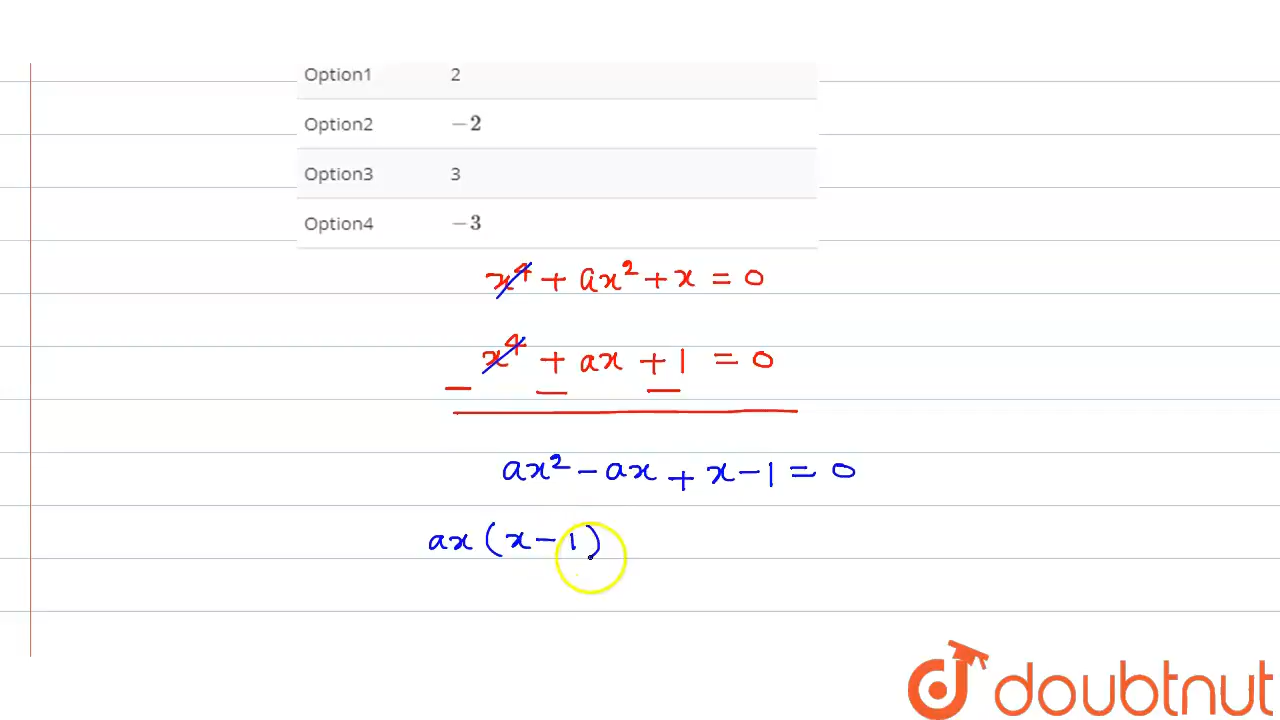 Option1 2
Option2 −2
Option3 3
Option4 −3
x⁴ + ax² + x = 0
x⁴ + ax + 1 = 0
− − −
ax² − ax + x − 1 = 0
ax (x − 1)
doubtnut